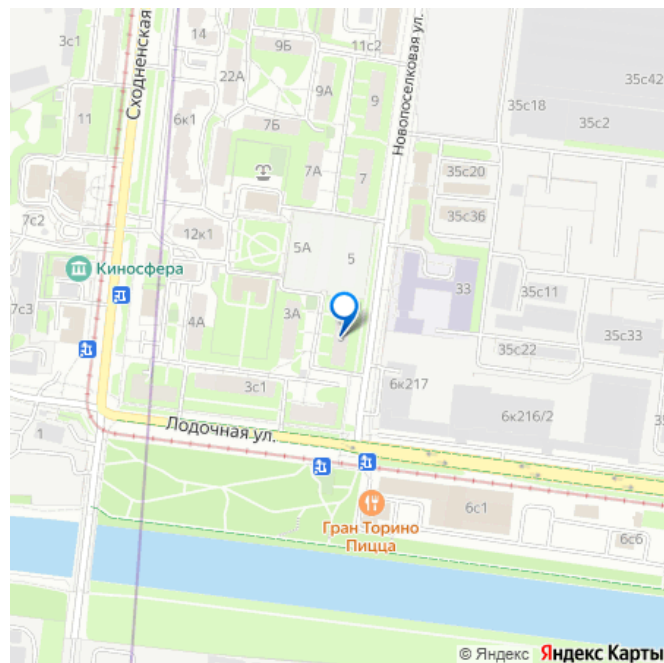 3с1
14
9Б
11с2
Сходненская
22А
9А
9
Новопоселковая ул.
35с42
35с18
35с2
11
6к1
7Б
7А
7
35с20
7с2
12к1
35с36
5А
5
Киносфера
33
35с11
7с3
4А
3А
35с33
35с22
3с1
6к217
6к216/2
1
Лодочная ул.
6с1
Гран Торино
Пицца
6с6
© Яндекс Яндекс Карты